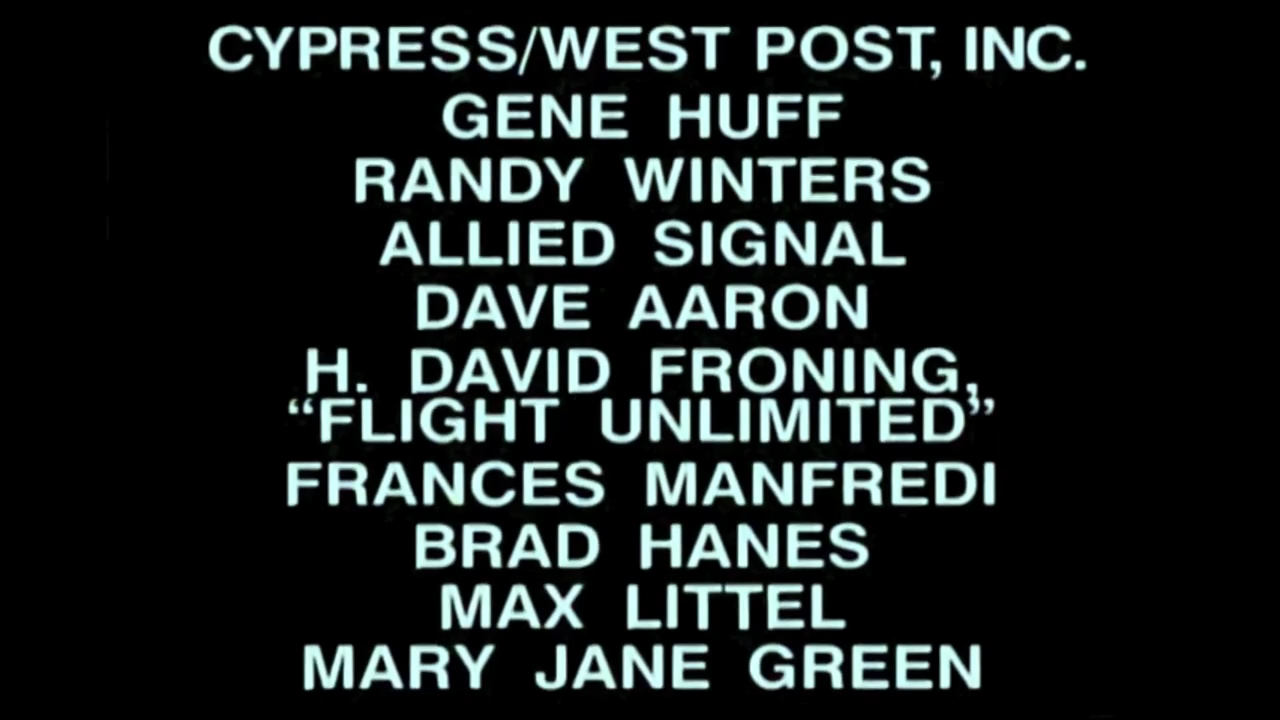 CYPRESS/WEST POST, INC.
GENE HUFF
RANDY WINTERS
ALLIED SIGNAL
DAVE AARON
H. DAVID FRONING,
“FLIGHT UNLIMITED”
FRANCES MANFREDI
BRAD HANES
MAX LITTEL
MARY JANE GREEN